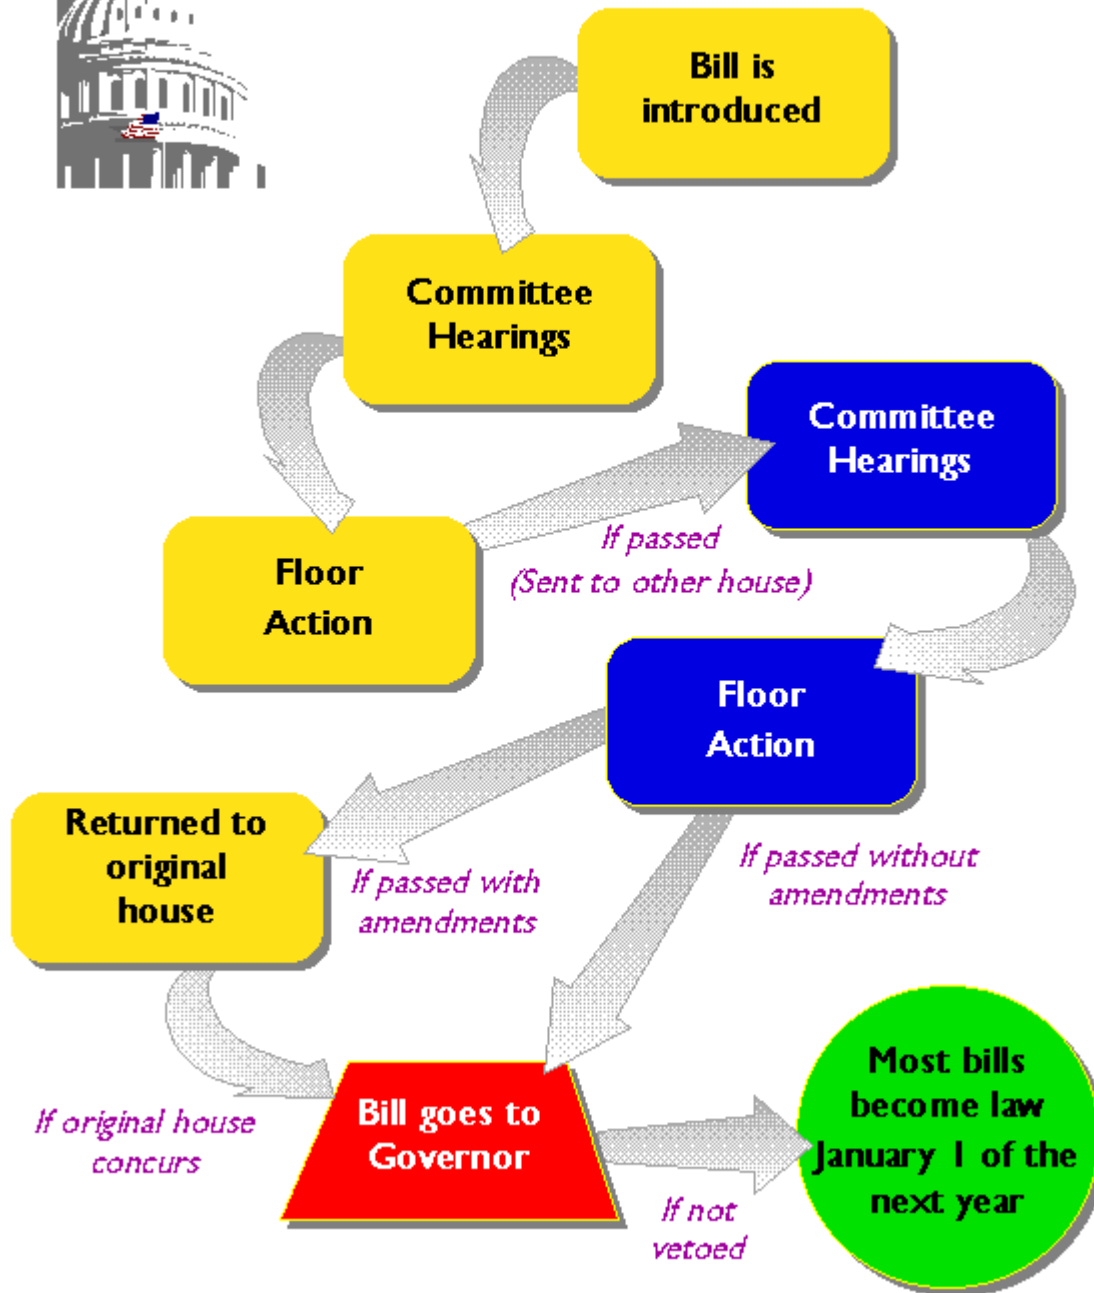 Bill is
introduced
Committee
Hearings
Committee
Hearings
If passed
(Sent to other house)
Floor
Action
Floor
Action
Returned to
original
house
If passed with
amendments
If passed without
amendments
If original house
concurs
Bill goes to
Governor
If not
vetoed
Most bills
become law
January 1 of the
next year